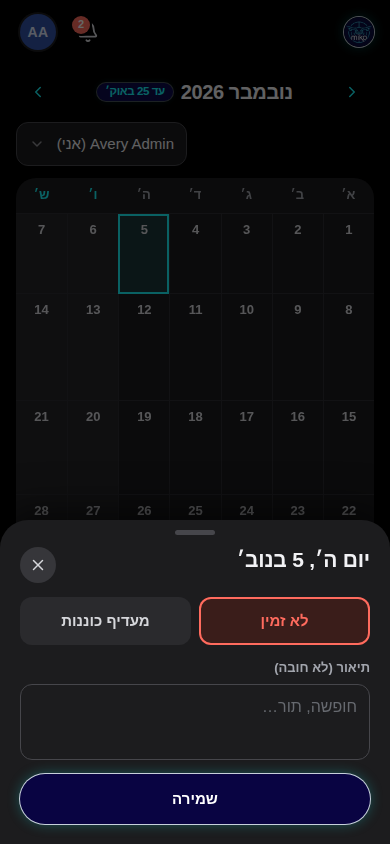 AA
2
נובמבר 2026
עד 25 באוק׳
Avery Admin (אני)
א׳ ב׳ ג׳ ד׳ ה׳ ו׳ ש׳
1 2 3 4 5 6 7
8 9 10 11 12 13 14
15 16 17 18 19 20 21
22 23 24 25 26 27 28
יום ה׳, 5 בנוב׳
לא זמין
מעדיף כוננות
תיאור (לא חובה)
חופשה, תור…
שמירה